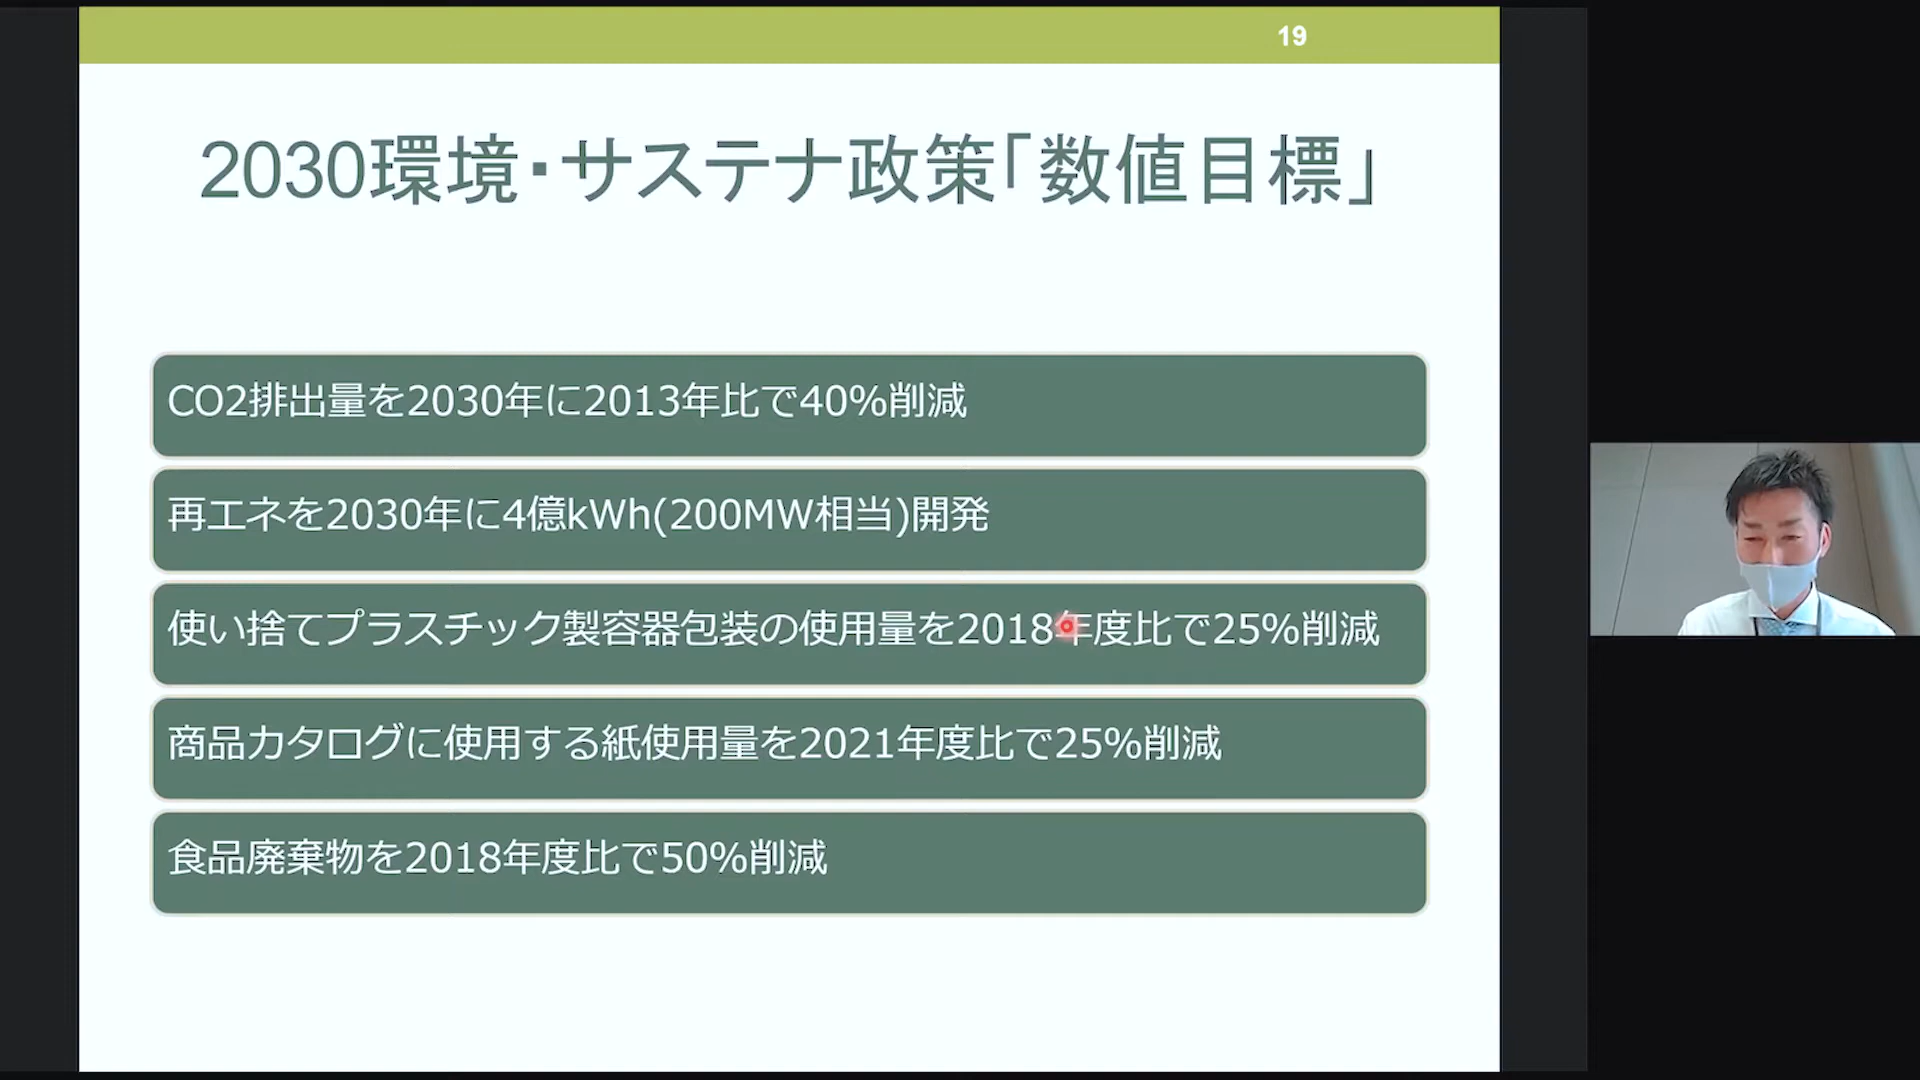 19
2030環境・サステナ政策「数値目標」
CO2排出量を2030年に2013年比で40%削減
再エネを2030年に4億kWh(200MW相当)開発
使い捨てプラスチック製容器包装の使用量を2018年度比で25%削減
商品カタログに使用する紙使用量を2021年度比で25%削減
食品廃棄物を2018年度比で50%削減